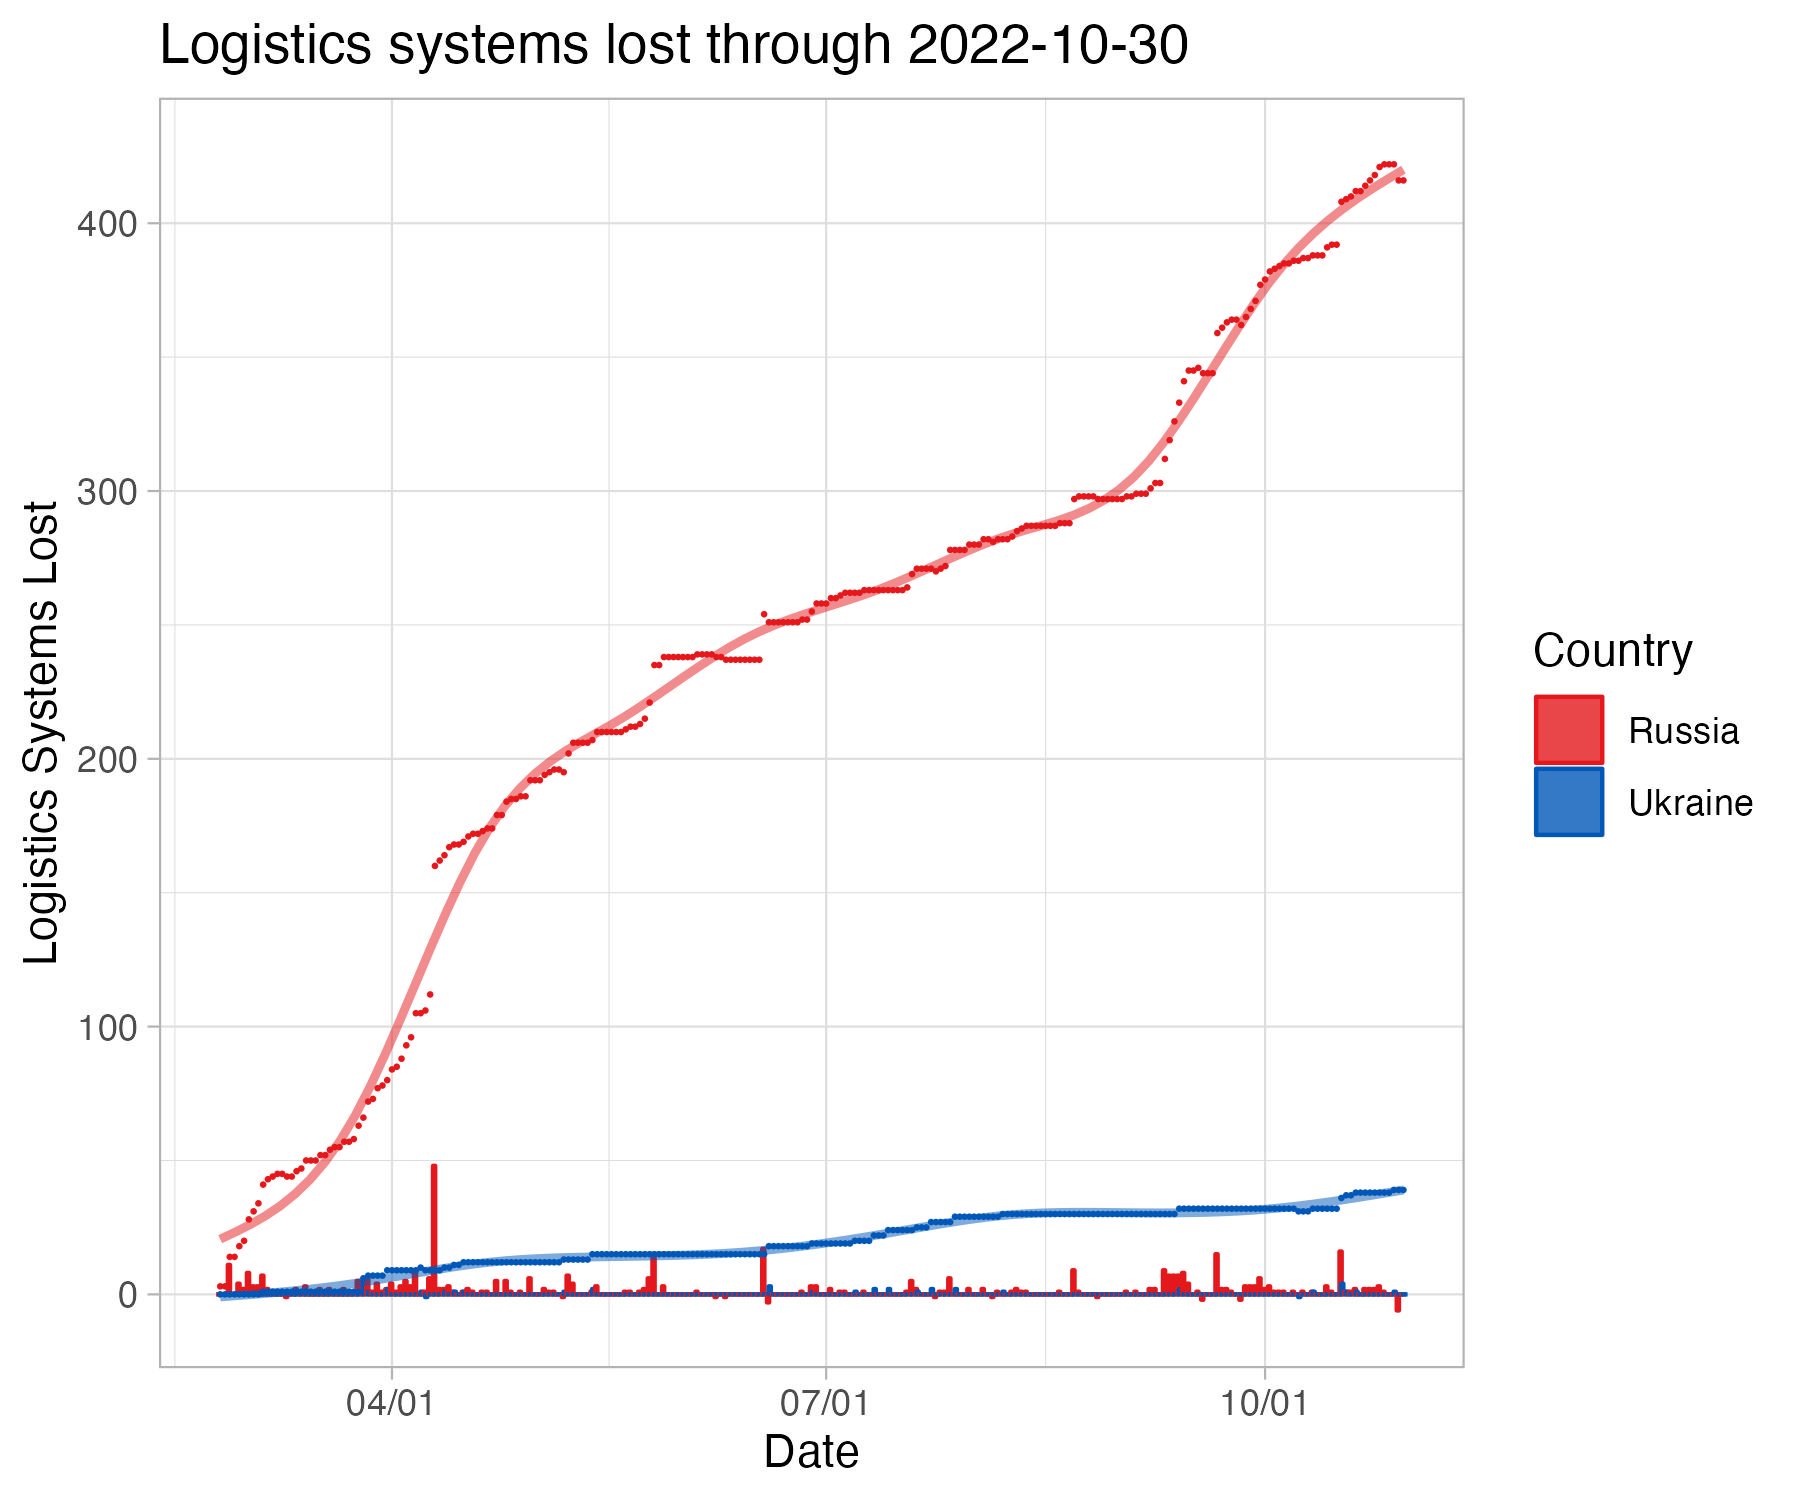 Logistics systems lost through 2022-10-30
Logistics Systems Lost
400
300
200
100
0
04/01
07/01
10/01
Date
Country
Russia
Ukraine